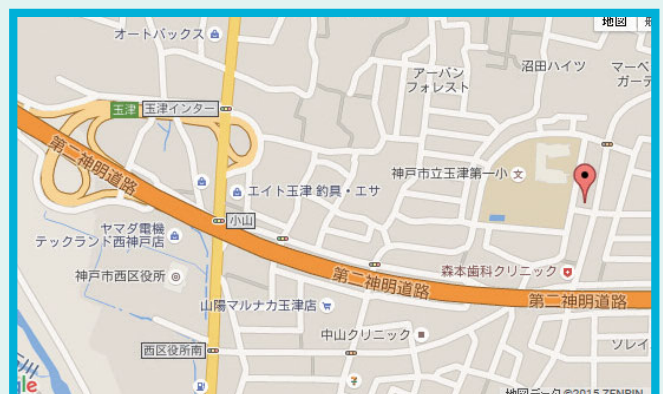 オートバックス
地図
沼田ハイツ
アーバン
フォレスト
マーベ
ガーデ
玉津
玉津インター
第二神明道路
神戸市立玉津第一小
文
エイト玉津 釣具・エサ
小山
ヤマダ電機
テックランド西神戸店
神戸市西区役所
第二神明道路
森本歯科クリニック
第二神明道路
山陽マルナカ玉津店
中山クリニック
西区役所南
ソレイ
川
gle
地図データ ©2015 ZENRIN